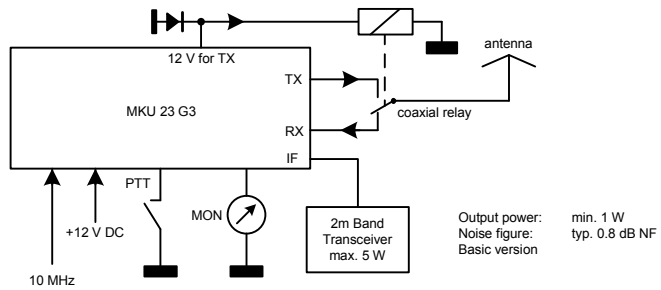 12 V for TX
antenna
TX
MKU 23 G3
coaxial relay
RX
IF
PTT
MON
+12 V DC
10 MHz
2m Band
Transceiver
max. 5 W
Output power: min. 1 W
Noise figure: typ. 0.8 dB NF
Basic version